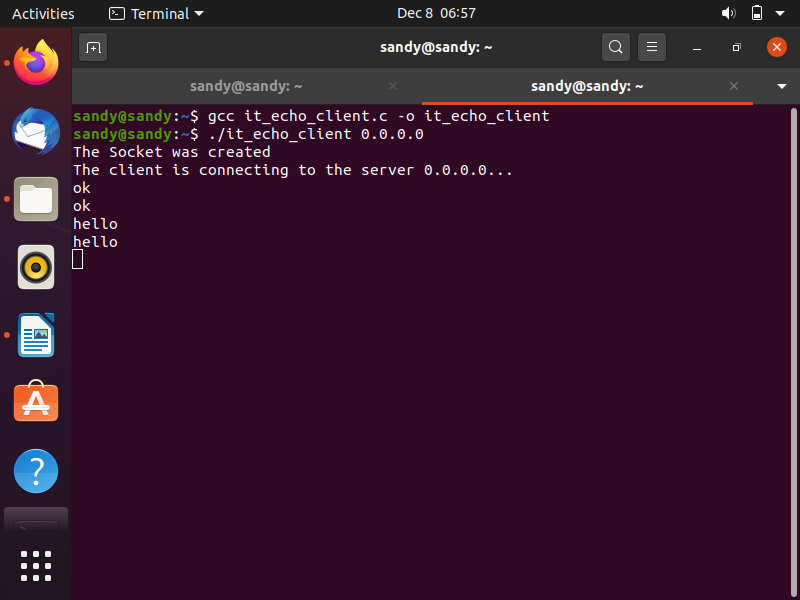 Activities
Terminal
Dec 8 06:57
sandy@sandy: ~
sandy@sandy: ~
sandy@sandy: ~
sandy@sandy:~$ gcc it_echo_client.c -o it_echo_client
sandy@sandy:~$ ./it_echo_client 0.0.0.0
The Socket was created
The client is connecting to the server 0.0.0.0...
ok
ok
hello
hello